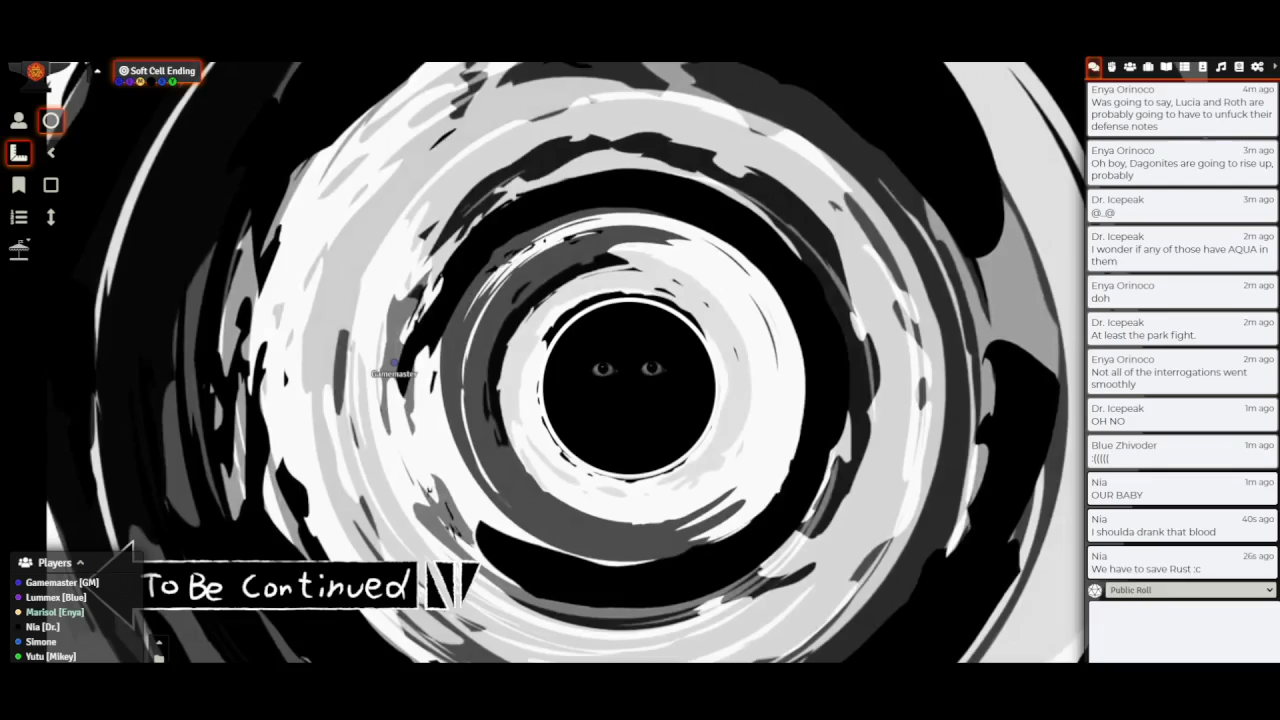 Soft Cell Ending
Gamemaster
To Be Continued
Players
Gamemaster [GM]
Lummex [Blue]
Marisol [Enya]
Nia [Dr.]
Simone
Yutu [Mikey]
Enya Orinoco 4m ago
Was going to say, Lucia and Roth are
probably going to have to unfuck their
defense notes
Enya Orinoco 3m ago
Oh boy, Dagonites are going to rise up,
probably
Dr. Icepeak 3m ago
@_@
Dr. Icepeak 2m ago
I wonder if any of those have AQUA in
them
Enya Orinoco 2m ago
doh
Dr. Icepeak 2m ago
At least the park fight.
Enya Orinoco 2m ago
Not all of the interrogations went
smoothly
Dr. Icepeak 1m ago
OH NO
Blue Zhivoder 1m ago
:(((((
Nia 1m ago
OUR BABY
Nia 40s ago
I shoulda drank that blood
Nia 26s ago
We have to save Rust :c
Public Roll